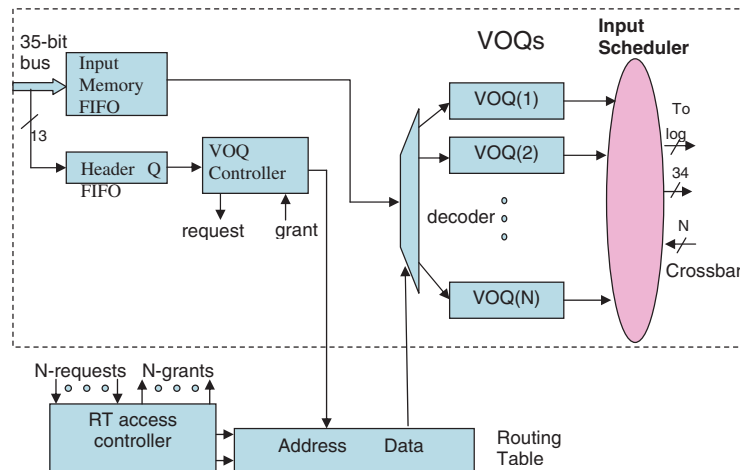 35-bit
bus
Input
Memory
FIFO
13
Header Q
FIFO
VOQ
Controller
request
grant
VOQs
VOQ(1)
VOQ(2)
decoder
VOQ(N)
Input
Scheduler
To
log
34
N
Crossbar
N-requests
N-grants
RT access
controller
Address Data
Routing
Table